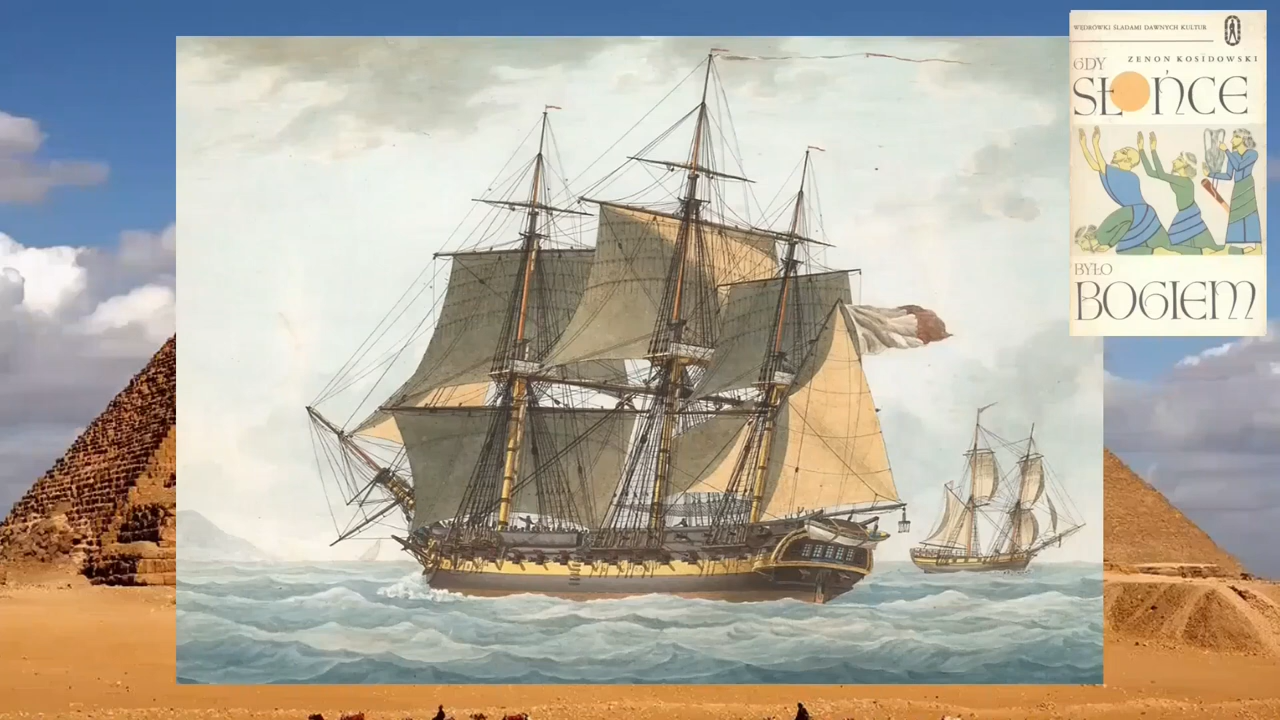 WĘDRÓWKI ŚLADAMI DAWNYCH KULTUR
ZENON KOSIDOWSKI
GDY
SŁOŃCE
BYŁO
BOGIEM